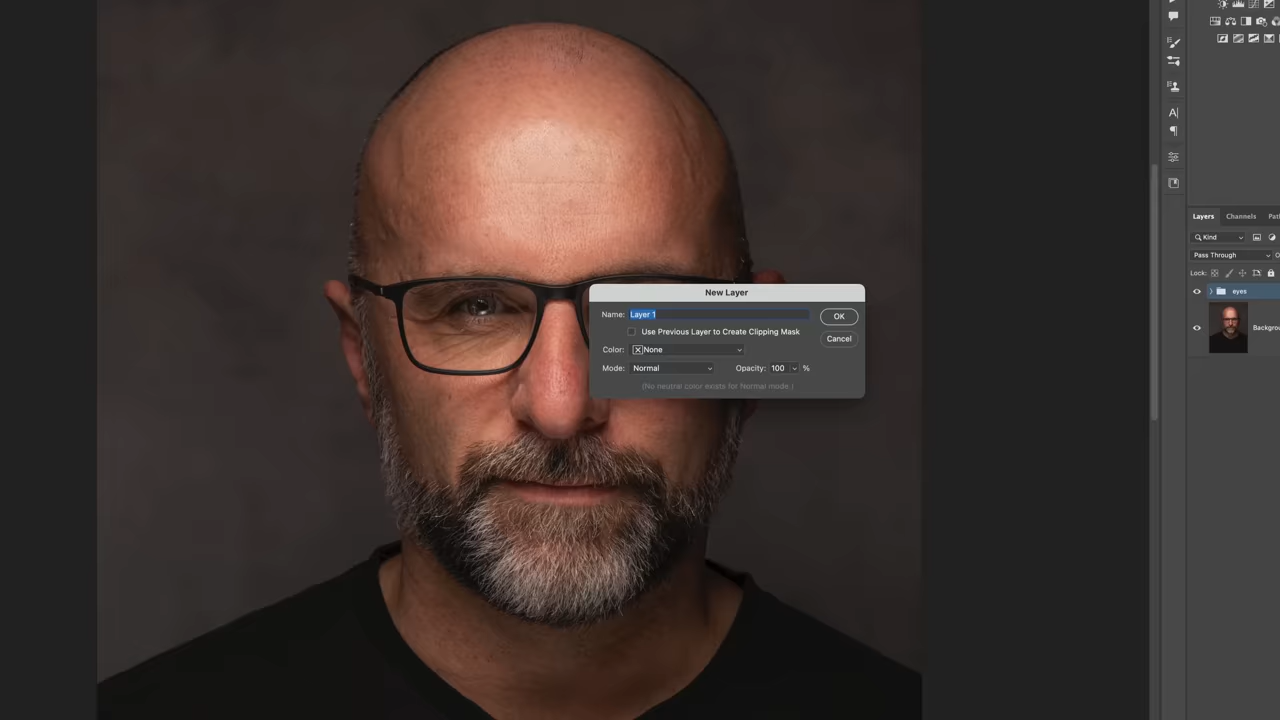 New Layer
Name: Layer 1
OK
Use Previous Layer to Create Clipping Mask
Cancel
Color: None
Mode: Normal
Opacity: 100 %
(No neutral color exists for Normal mode.)
A|
Layers
Channels
Kind
Pass Through
Lock:
eyes